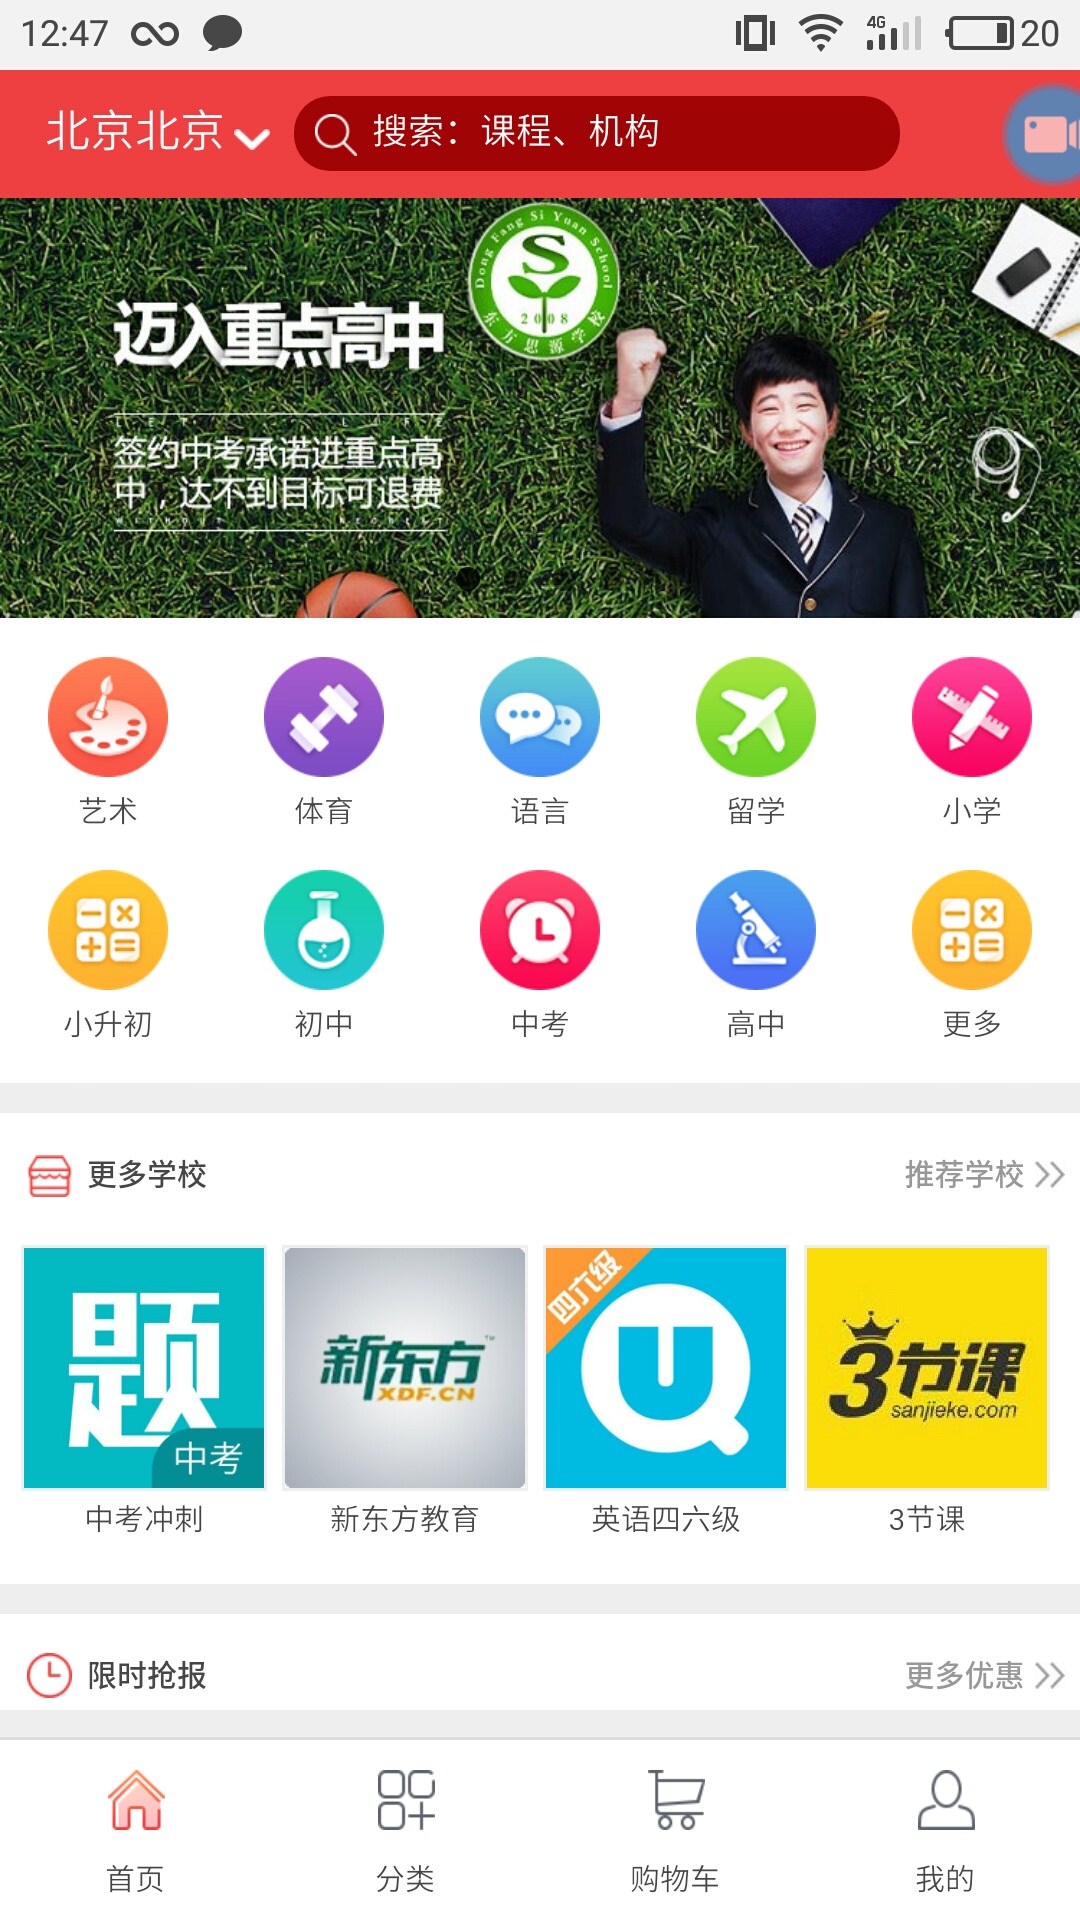 12:47
4G
20
北京北京
搜索：课程、机构
Dong Fang Si Yuan School
S
2008
东方思源学校
迈入重点高中
签约中考承诺进重点高
中，达不到目标可退费
艺术
体育
语言
留学
小学
小升初
初中
中考
高中
更多
更多学校
推荐学校
题
中考
新东方
TM
XDF.CN
四六级
U
3节课
sanjieke.com
中考冲刺
新东方教育
英语四六级
3节课
限时抢报
更多优惠
首页
分类
购物车
我的